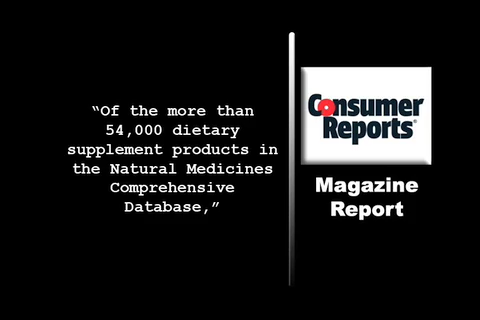 “Of the more than
54,000 dietary
supplement products in
the Natural Medicines
Comprehensive
Database,”
Consumer
Reports®
Magazine
Report